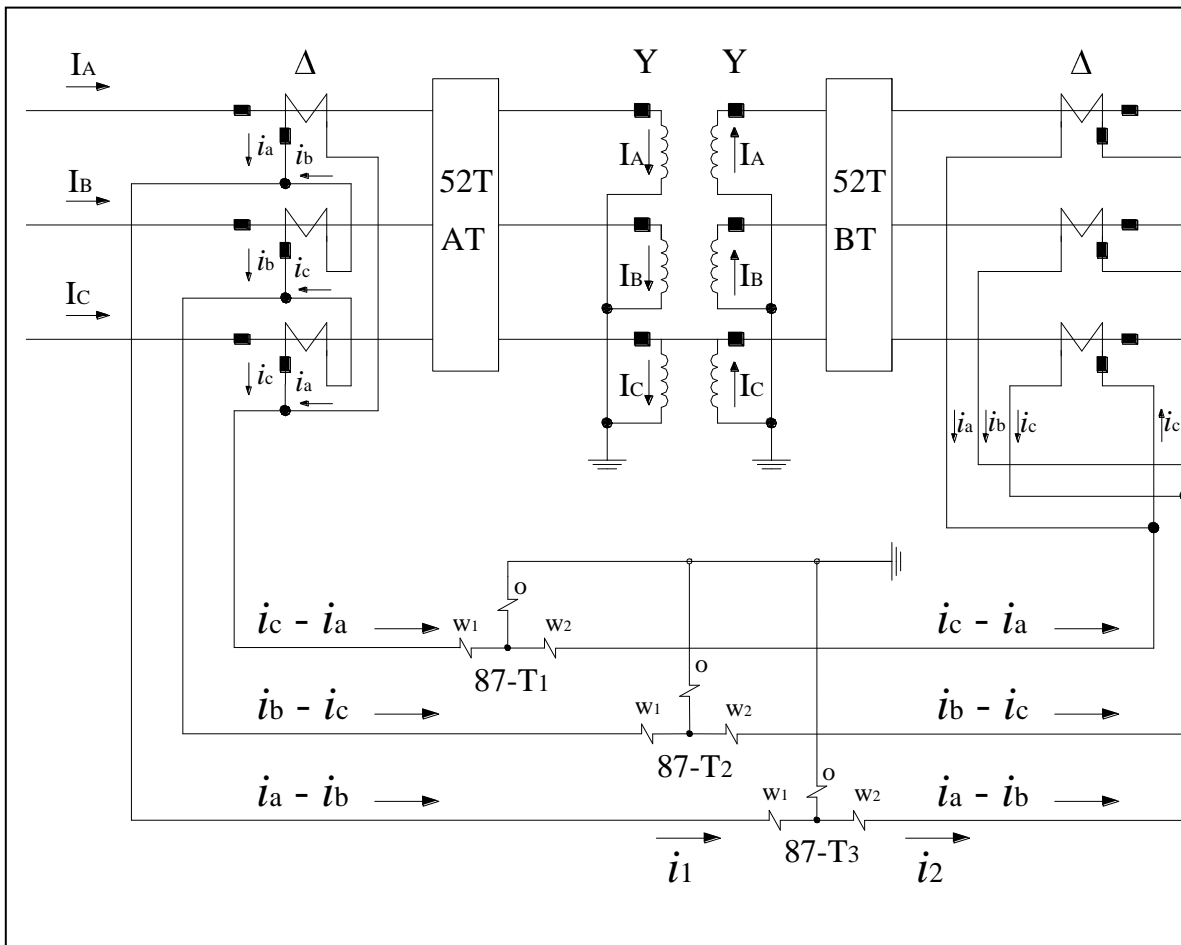 IA Δ Y Y Δ
ia ib
IA IA
IB 52T 52T
AT BT
ib ic
IB IB
IC
ic ia
IC IC
ia ib ic ic
o
ic - ia w1 w2 ic - ia
87-T1
o
ib - ic w1 w2 ib - ic
87-T2
o
ia - ib w1 w2 ia - ib
87-T3
i1 i2